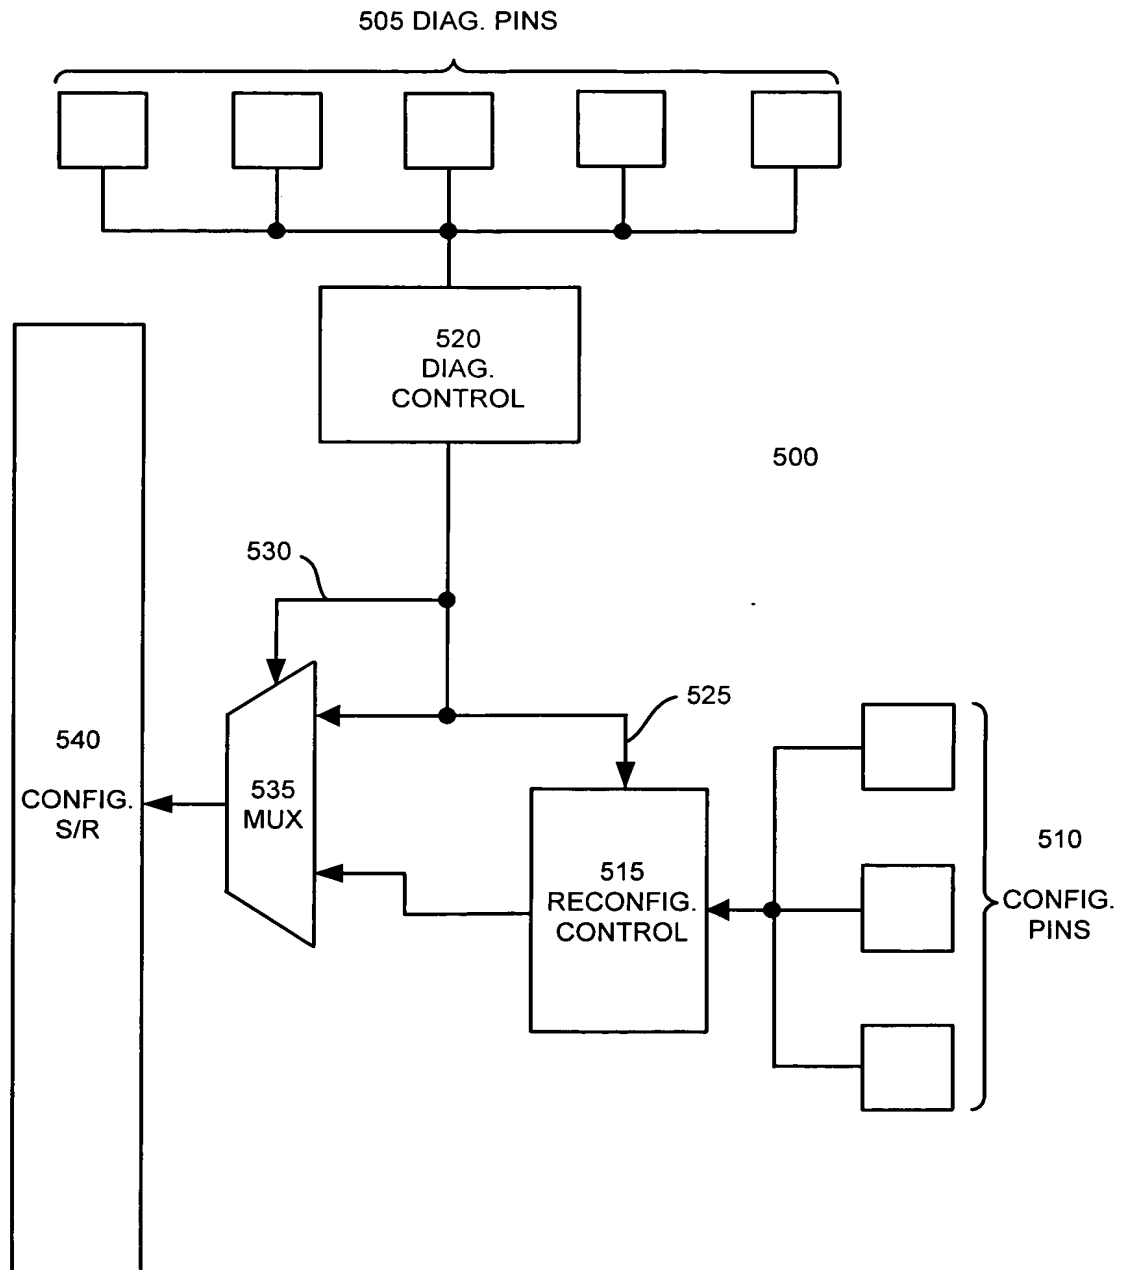 505 DIAG. PINS
520
DIAG.
CONTROL
500
530
525
540
CONFIG.
S/R
535
MUX
515
RECONFIG.
CONTROL
510
CONFIG.
PINS